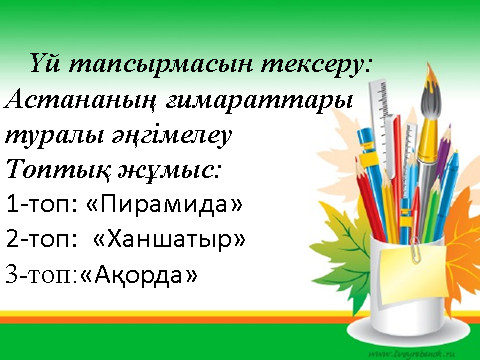 Үй тапсырмасын тексеру:
Астананың ғимараттары
туралы әңгімелеу
Топтық жұмыс:
1-топ: «Пирамида»
2-топ: «Ханшатыр»
3-топ:«Ақорда»